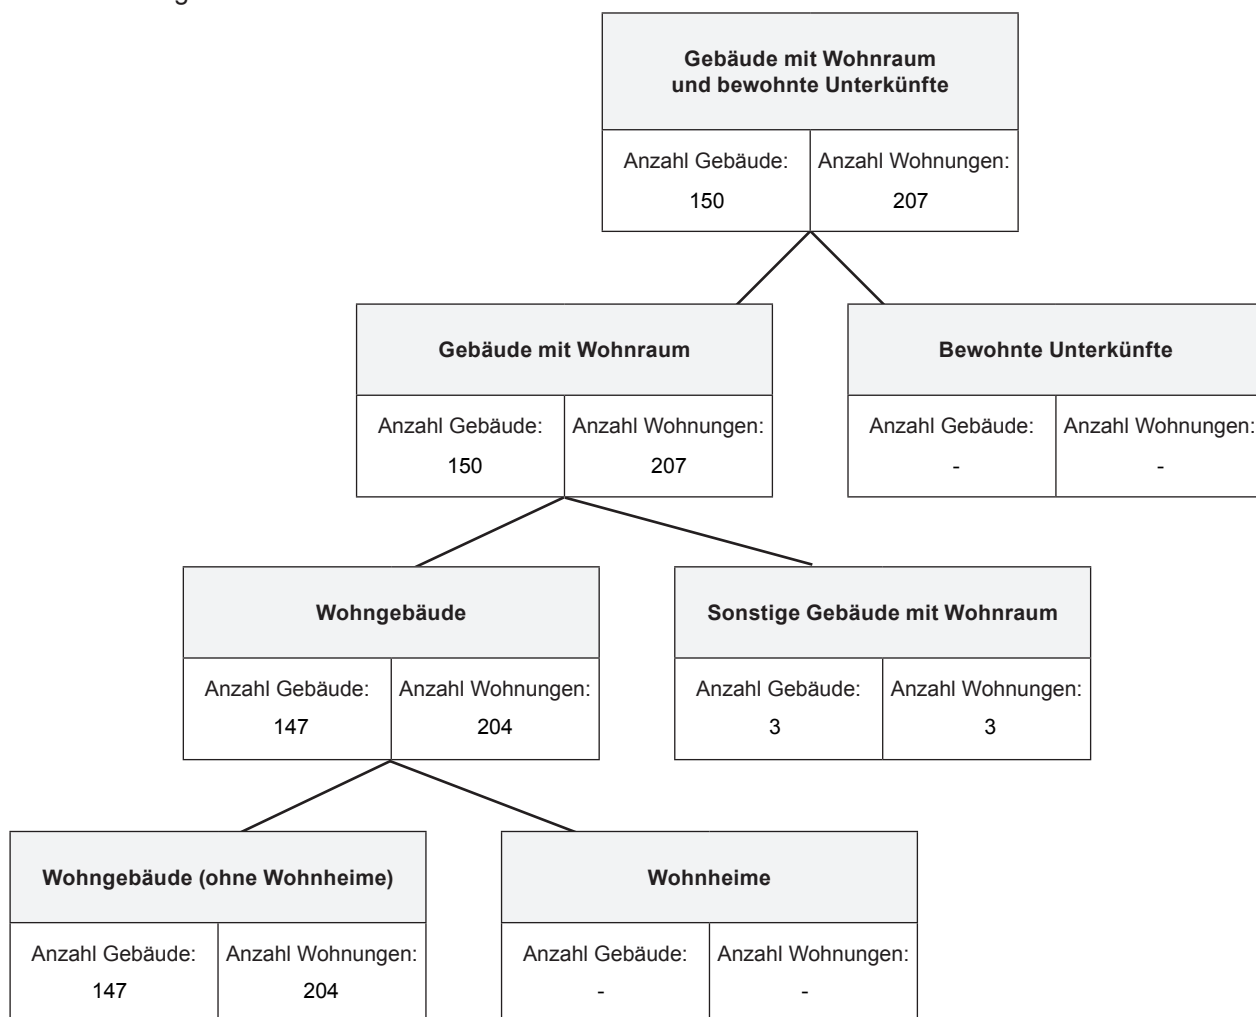 Gebäude mit Wohnraum
und bewohnte Unterkünfte
Anzahl Gebäude: Anzahl Wohnungen:
150 207
Gebäude mit Wohnraum Bewohnte Unterkünfte
Anzahl Gebäude: Anzahl Wohnungen: Anzahl Gebäude: Anzahl Wohnungen:
150 207 - -
Wohngebäude Sonstige Gebäude mit Wohnraum
Anzahl Gebäude: Anzahl Wohnungen: Anzahl Gebäude: Anzahl Wohnungen:
147 204 3 3
Wohngebäude (ohne Wohnheime) Wohnheime
Anzahl Gebäude: Anzahl Wohnungen: Anzahl Gebäude: Anzahl Wohnungen:
147 204 - -